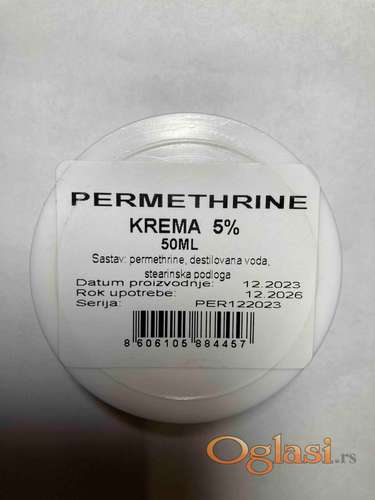 PERMETHRINE
KREMA 5%
50ML
Sastav: permethrine, destilovana voda,
stearinska podloga
Datum proizvodnje: 12.2023
Rok upotrebe: 12.2026
Serija: PER122023
8 606105 884457
Oglasi.rs